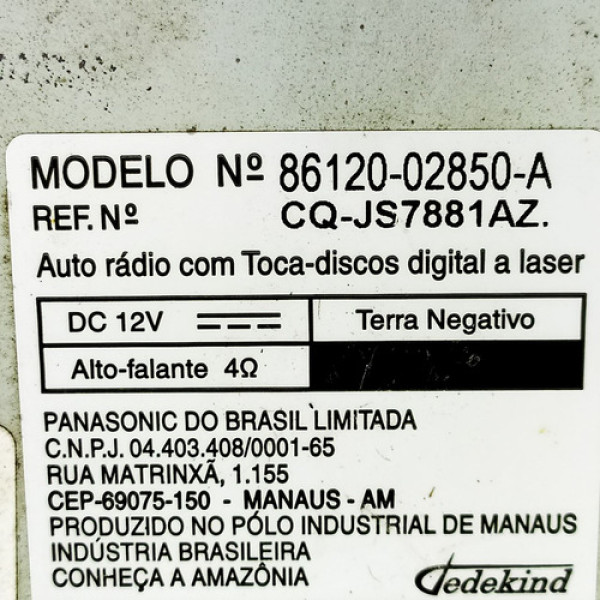 MODELO Nº 86120-02850-A
REF. Nº CQ-JS7881AZ.
Auto rádio com Toca-discos digital a laser
DC 12V
Terra Negativo
Alto-falante 4Ω
PANASONIC DO BRASIL LIMITADA
C.N.P.J. 04.403.408/0001-65
RUA MATRINXÃ, 1.155
CEP-69075-150 - MANAUS - AM
PRODUZIDO NO PÓLO INDUSTRIAL DE MANAUS
INDÚSTRIA BRASILEIRA
CONHEÇA A AMAZÔNIA
Jedekind